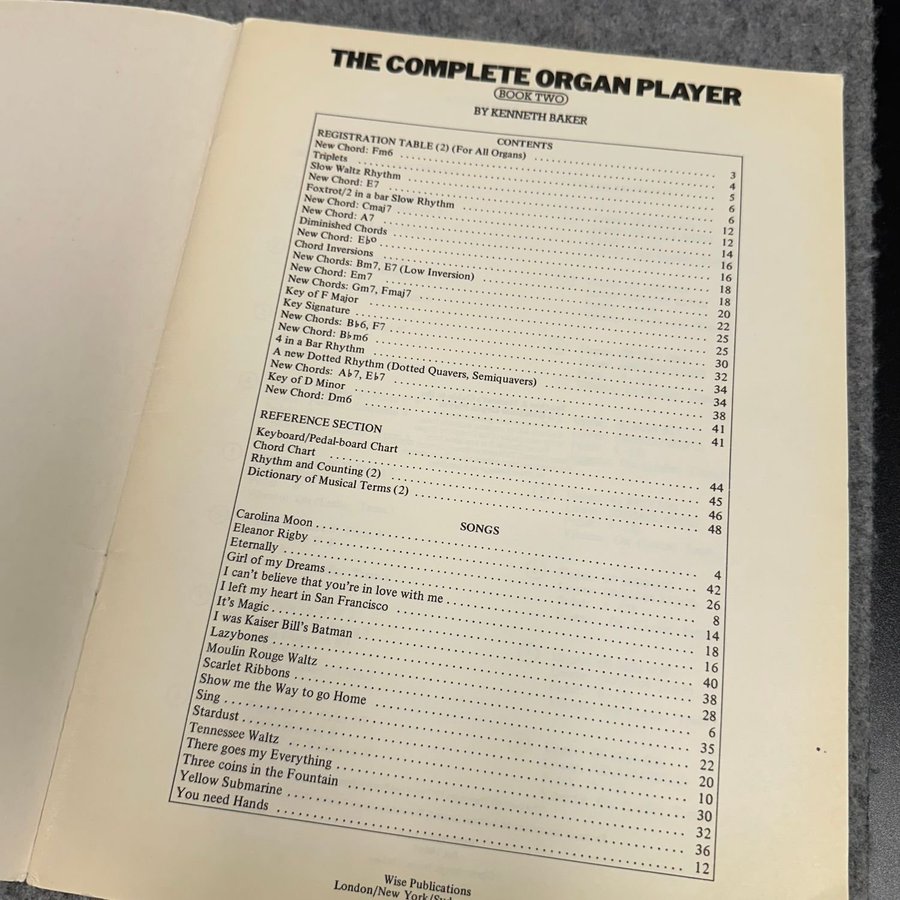 THE COMPLETE ORGAN PLAYER
BOOK TWO
BY KENNETH BAKER
CONTENTS
REGISTRATION TABLE (2) (For All Organs) 3
New Chord: Fm6 4
Triplets 5
Slow Waltz Rhythm 6
New Chord: E7 6
Foxtrot/2 in a bar Slow Rhythm 12
New Chord: Cmaj7 12
New Chord: A7 14
Diminished Chords 16
New Chord: E♭o 16
Chord Inversions 18
New Chords: Bm7, E7 (Low Inversion) 18
New Chord: Em7 20
New Chords: Gm7, Fmaj7 22
Key of F Major 25
Key Signature 25
New Chords: B♭6, F7 30
New Chord: B♭m6 32
4 in a Bar Rhythm 34
A new Dotted Rhythm (Dotted Quavers, Semiquavers) 34
New Chords: A♭7, E♭7 38
Key of D Minor 41
New Chord: Dm6 41
REFERENCE SECTION
Keyboard/Pedal-board Chart 44
Chord Chart 45
Rhythm and Counting (2) 46
Dictionary of Musical Terms (2) 48
SONGS
Carolina Moon 4
Eleanor Rigby 42
Eternally 26
Girl of my Dreams 8
I can't believe that you're in love with me 14
I left my heart in San Francisco 18
It's Magic 16
I was Kaiser Bill's Batman 40
Lazybones 38
Moulin Rouge Waltz 28
Scarlet Ribbons 6
Show me the Way to go Home 35
Sing 22
Stardust 20
Tennessee Waltz 10
There goes my Everything 30
Three coins in the Fountain 32
Yellow Submarine 36
You need Hands 12
Wise Publications
London/New York/